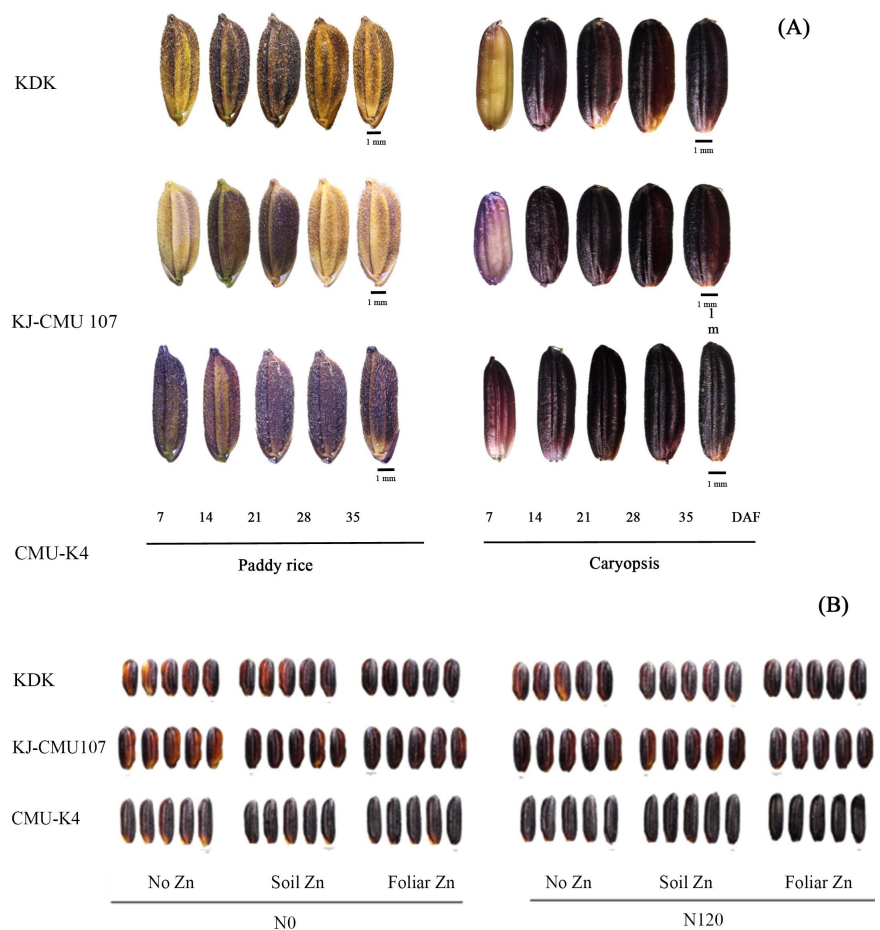 (A)
KDK
1 mm
1 mm
1 mm
1 mm
KJ-CMU 107
1
m
1 mm
1 mm
7 14 21 28 35 7 14 21 28 35 DAF
CMU-K4
Paddy rice Caryopsis
(B)
KDK
KJ-CMU107
CMU-K4
No Zn Soil Zn Foliar Zn No Zn Soil Zn Foliar Zn
N0 N120